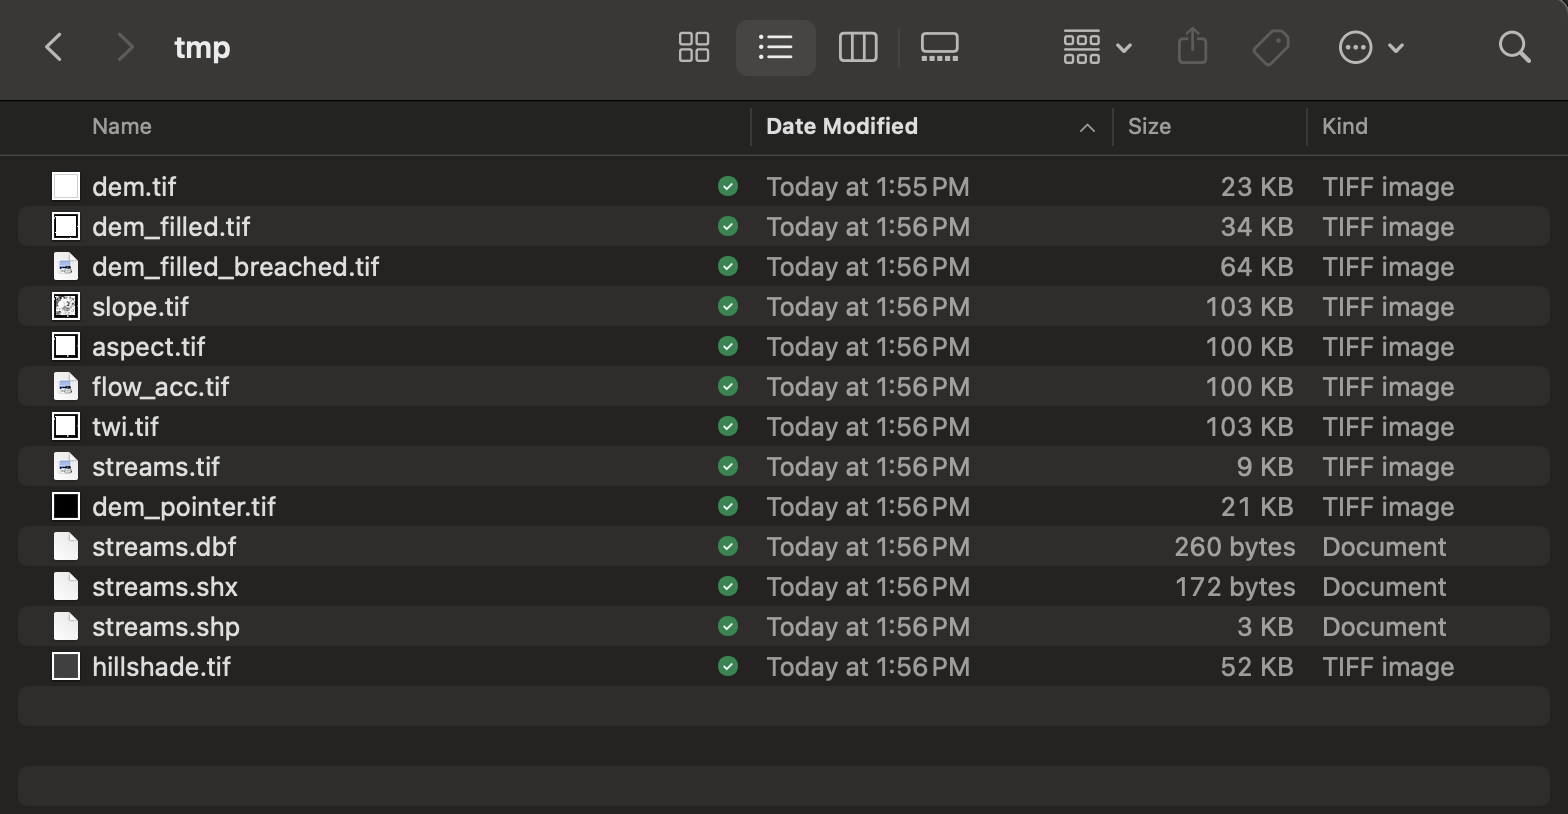 tmp
Name Date Modified Size Kind
dem.tif Today at 1:55 PM 23 KB TIFF image
dem_filled.tif Today at 1:56 PM 34 KB TIFF image
dem_filled_breached.tif Today at 1:56 PM 64 KB TIFF image
slope.tif Today at 1:56 PM 103 KB TIFF image
aspect.tif Today at 1:56 PM 100 KB TIFF image
flow_acc.tif Today at 1:56 PM 100 KB TIFF image
twi.tif Today at 1:56 PM 103 KB TIFF image
streams.tif Today at 1:56 PM 9 KB TIFF image
dem_pointer.tif Today at 1:56 PM 21 KB TIFF image
streams.dbf Today at 1:56 PM 260 bytes Document
streams.shx Today at 1:56 PM 172 bytes Document
streams.shp Today at 1:56 PM 3 KB Document
hillshade.tif Today at 1:56 PM 52 KB TIFF image